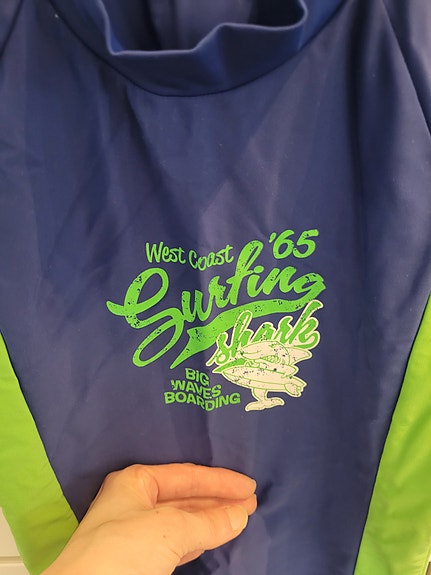 West Coast '65
Surfing
shark
BIG
WAVES
BOARDING